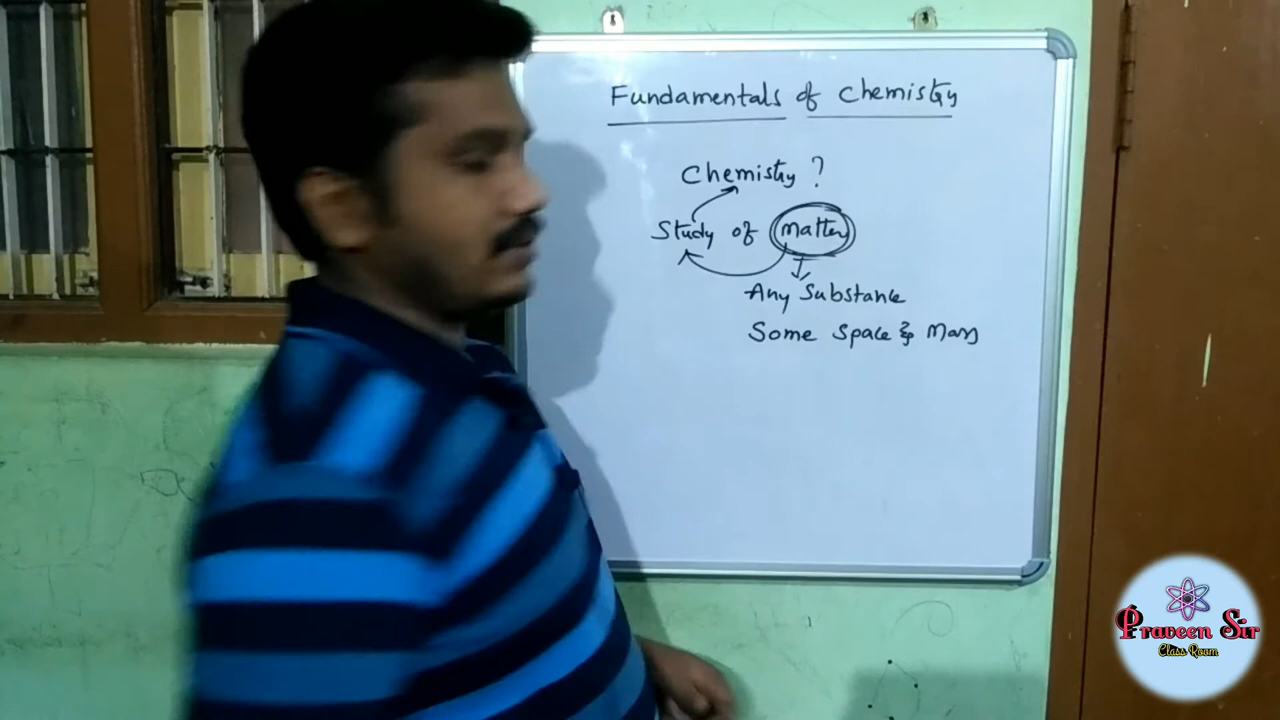 Fundamentals of chemistry
Chemistry ?
Study of matter
Any Substance
Some Space & Mass
Praveen Sir
Class Room